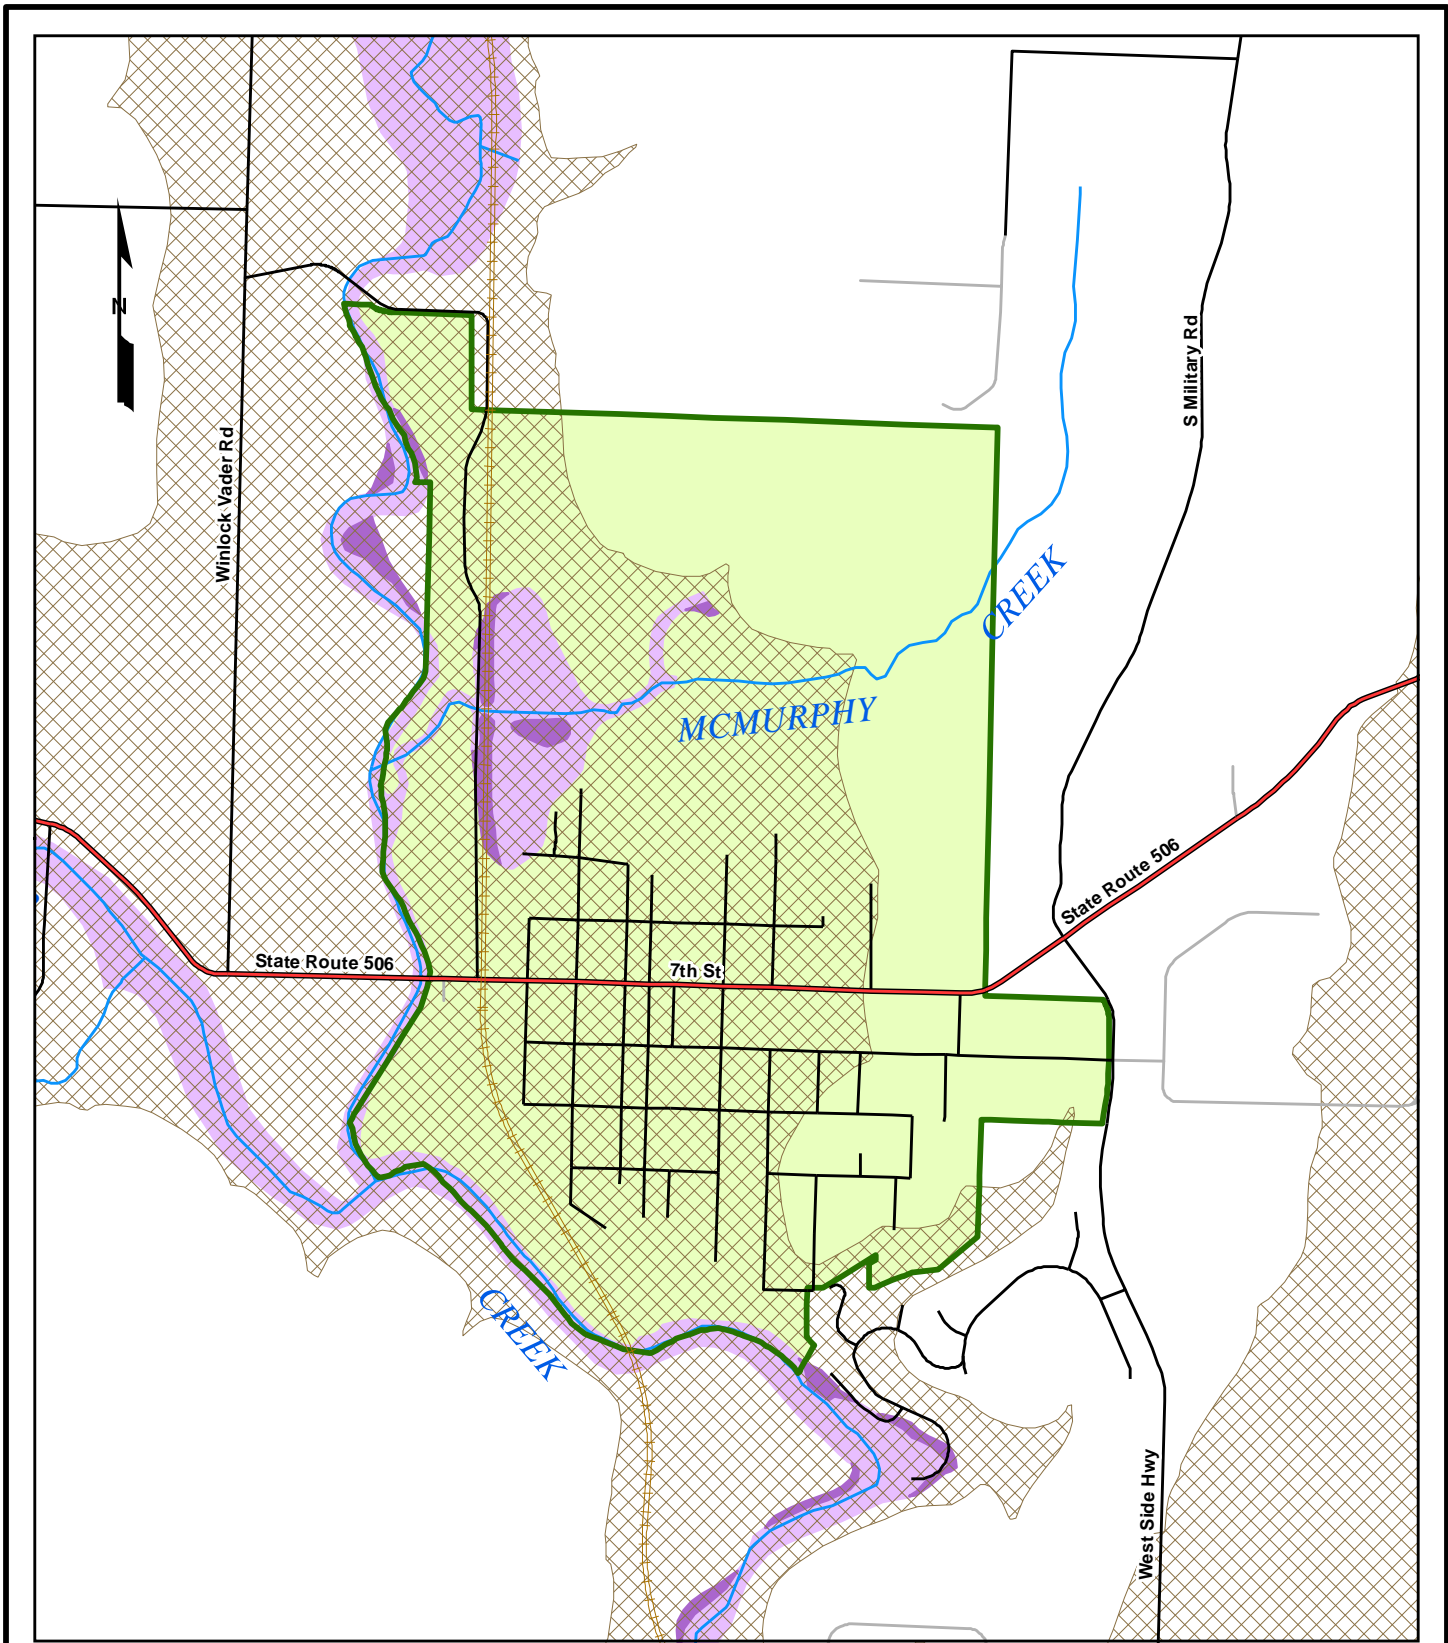 N
S Military Rd
Winlock Vader Rd
CREEK
MCMURPHY
State Route 506
State Route 506
7th St
CREEK
West Side Hwy